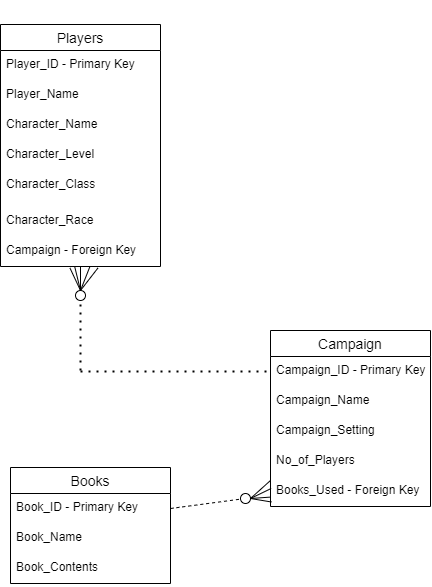 Players
Player_ID - Primary Key
Player_Name
Character_Name
Character_Level
Character_Class
Character_Race
Campaign - Foreign Key
Campaign
Campaign_ID - Primary Key
Campaign_Name
Campaign_Setting
No_of_Players
Books_Used - Foreign Key
Books
Book_ID - Primary Key
Book_Name
Book_Contents